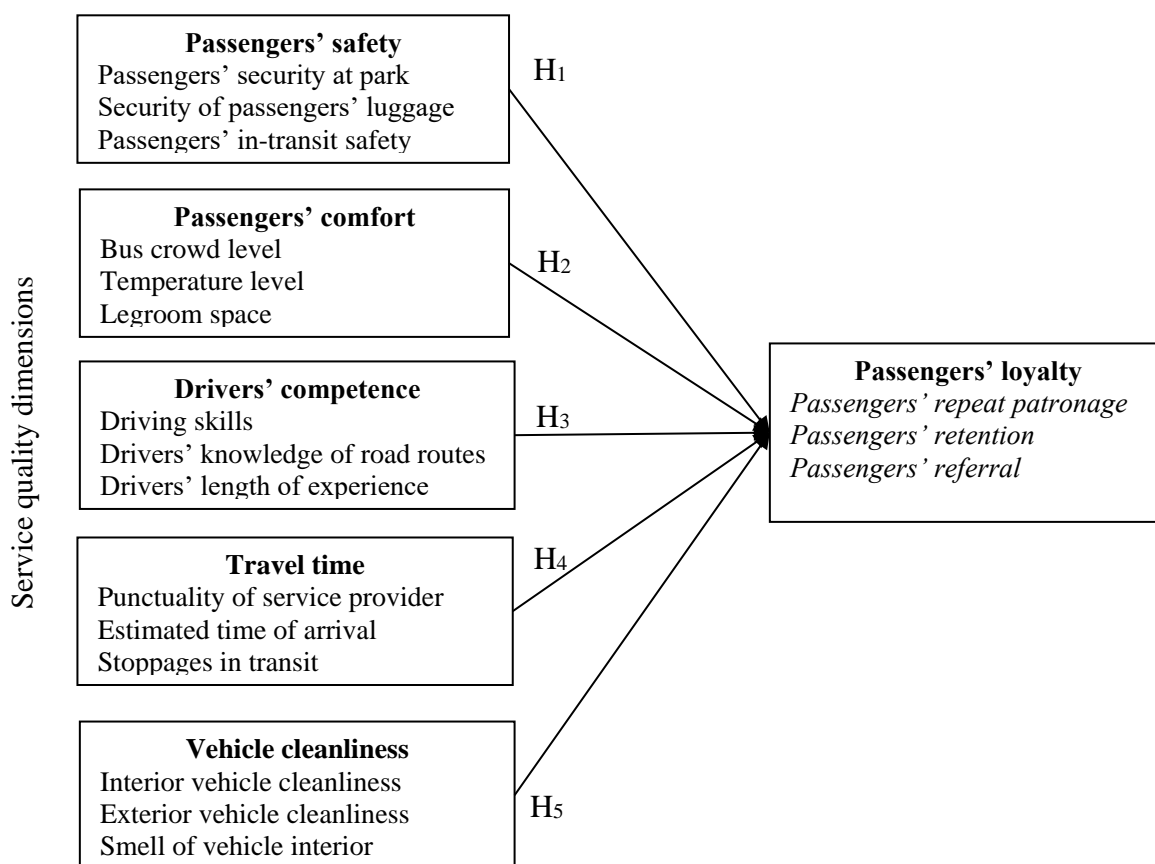 Service quality dimensions
Passengers’ safety
Passengers’ security at park
Security of passengers’ luggage
Passengers’ in-transit safety
H1
Passengers’ comfort
Bus crowd level
Temperature level
Legroom space
H2
Drivers’ competence
Driving skills
Drivers’ knowledge of road routes
Drivers’ length of experience
H3
Travel time
Punctuality of service provider
Estimated time of arrival
Stoppages in transit
H4
Vehicle cleanliness
Interior vehicle cleanliness
Exterior vehicle cleanliness
Smell of vehicle interior
H5
Passengers’ loyalty
Passengers’ repeat patronage
Passengers’ retention
Passengers’ referral